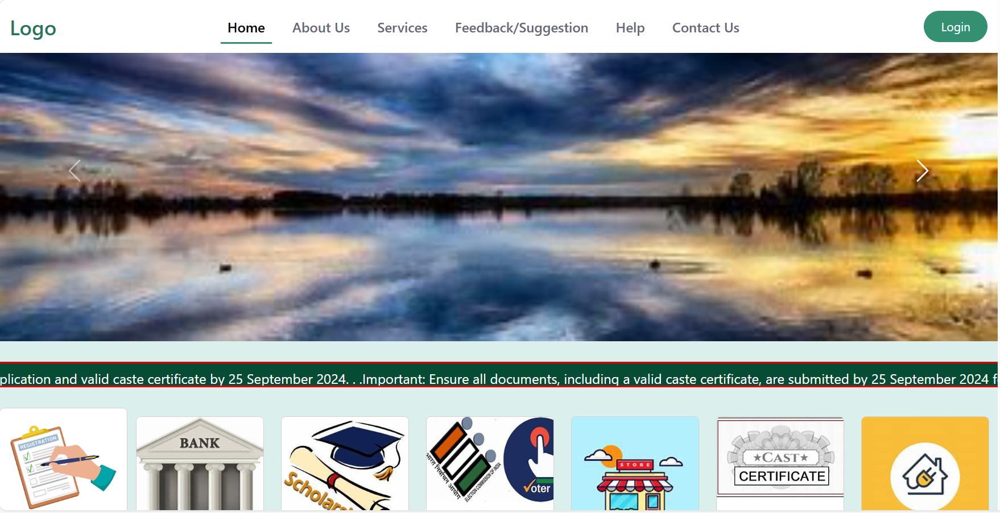 Logo
Home About Us Services Feedback/Suggestion Help Contact Us
Login
plication and valid caste certificate by 25 September 2024. . .Important: Ensure all documents, including a valid caste certificate, are submitted by 25 September 2024 f
REGISTRATION
BANK
Scholars
भारत निर्वाचन आयोग
ELECTION COMMISSION OF INDIA
Voter
STORE
★CAST★
CERTIFICATE